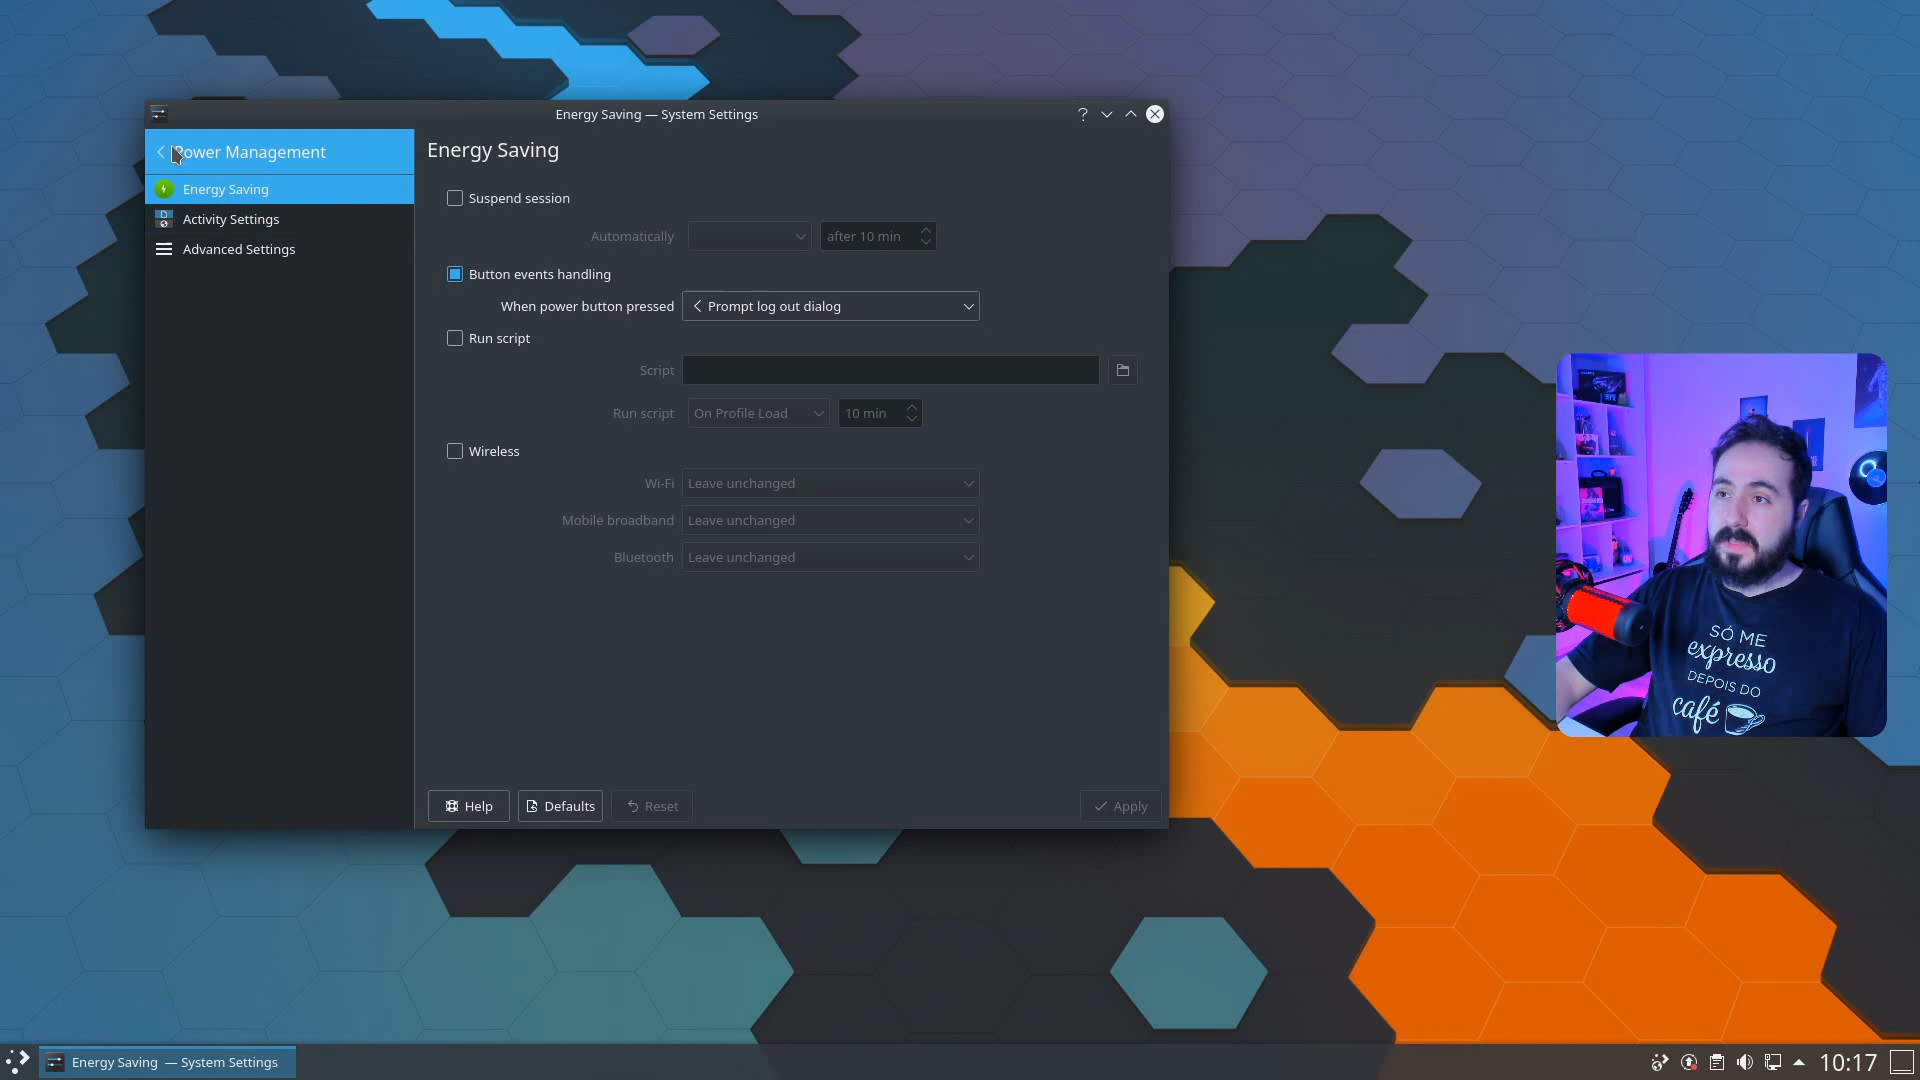 Energy Saving — System Settings
Power Management
Energy Saving
Activity Settings
Advanced Settings
Energy Saving
Suspend session
Automatically after 10 min
Button events handling
When power button pressed Prompt log out dialog
Run script
Script
Run script On Profile Load 10 min
Wireless
Wi-Fi Leave unchanged
Mobile broadband Leave unchanged
Bluetooth Leave unchanged
Help Defaults Reset Apply
SÓ ME
expresso
DEPOIS DO
café
Energy Saving — System Settings
10:17